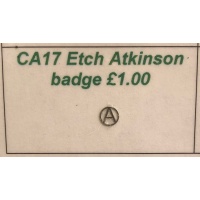 CA17 Etch Atkinson
badge £1.00
A